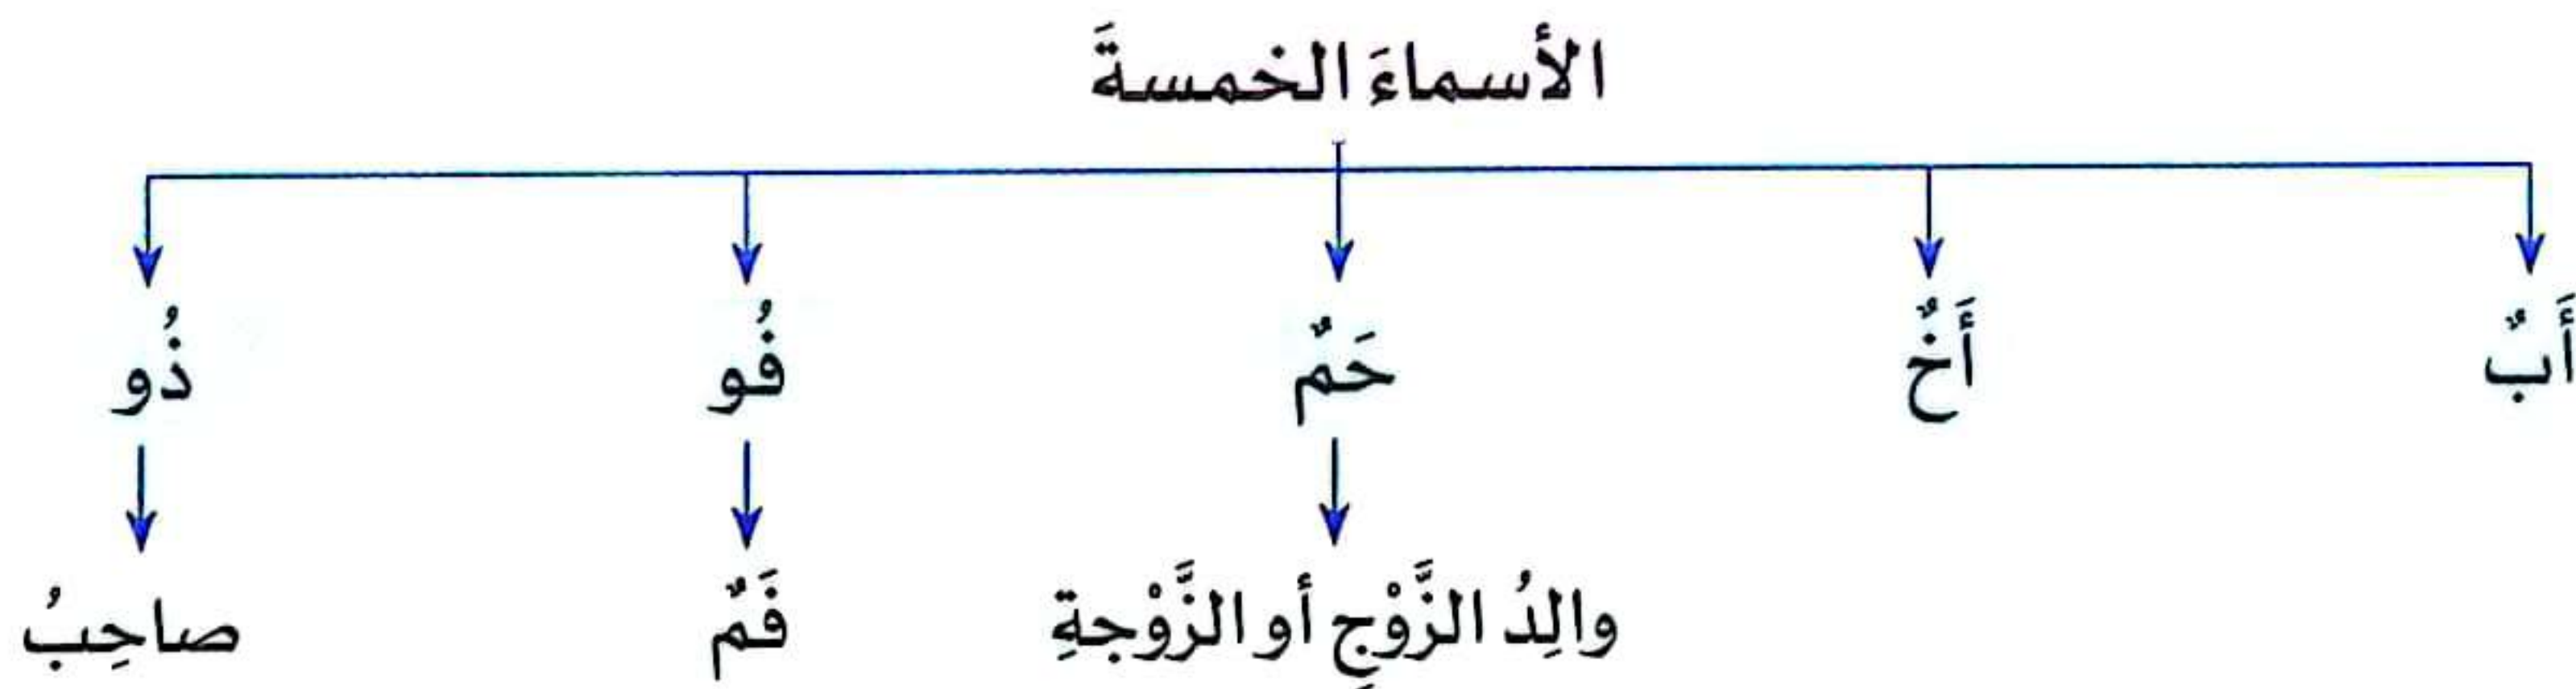 الأسماءَ الخمسةَ
أَبٌ أَخٌ حَمٌ فُو ذُو
والِدُ الزَّوْجِ أو الزَّوْجةِ فَمٌ صاحِبُ